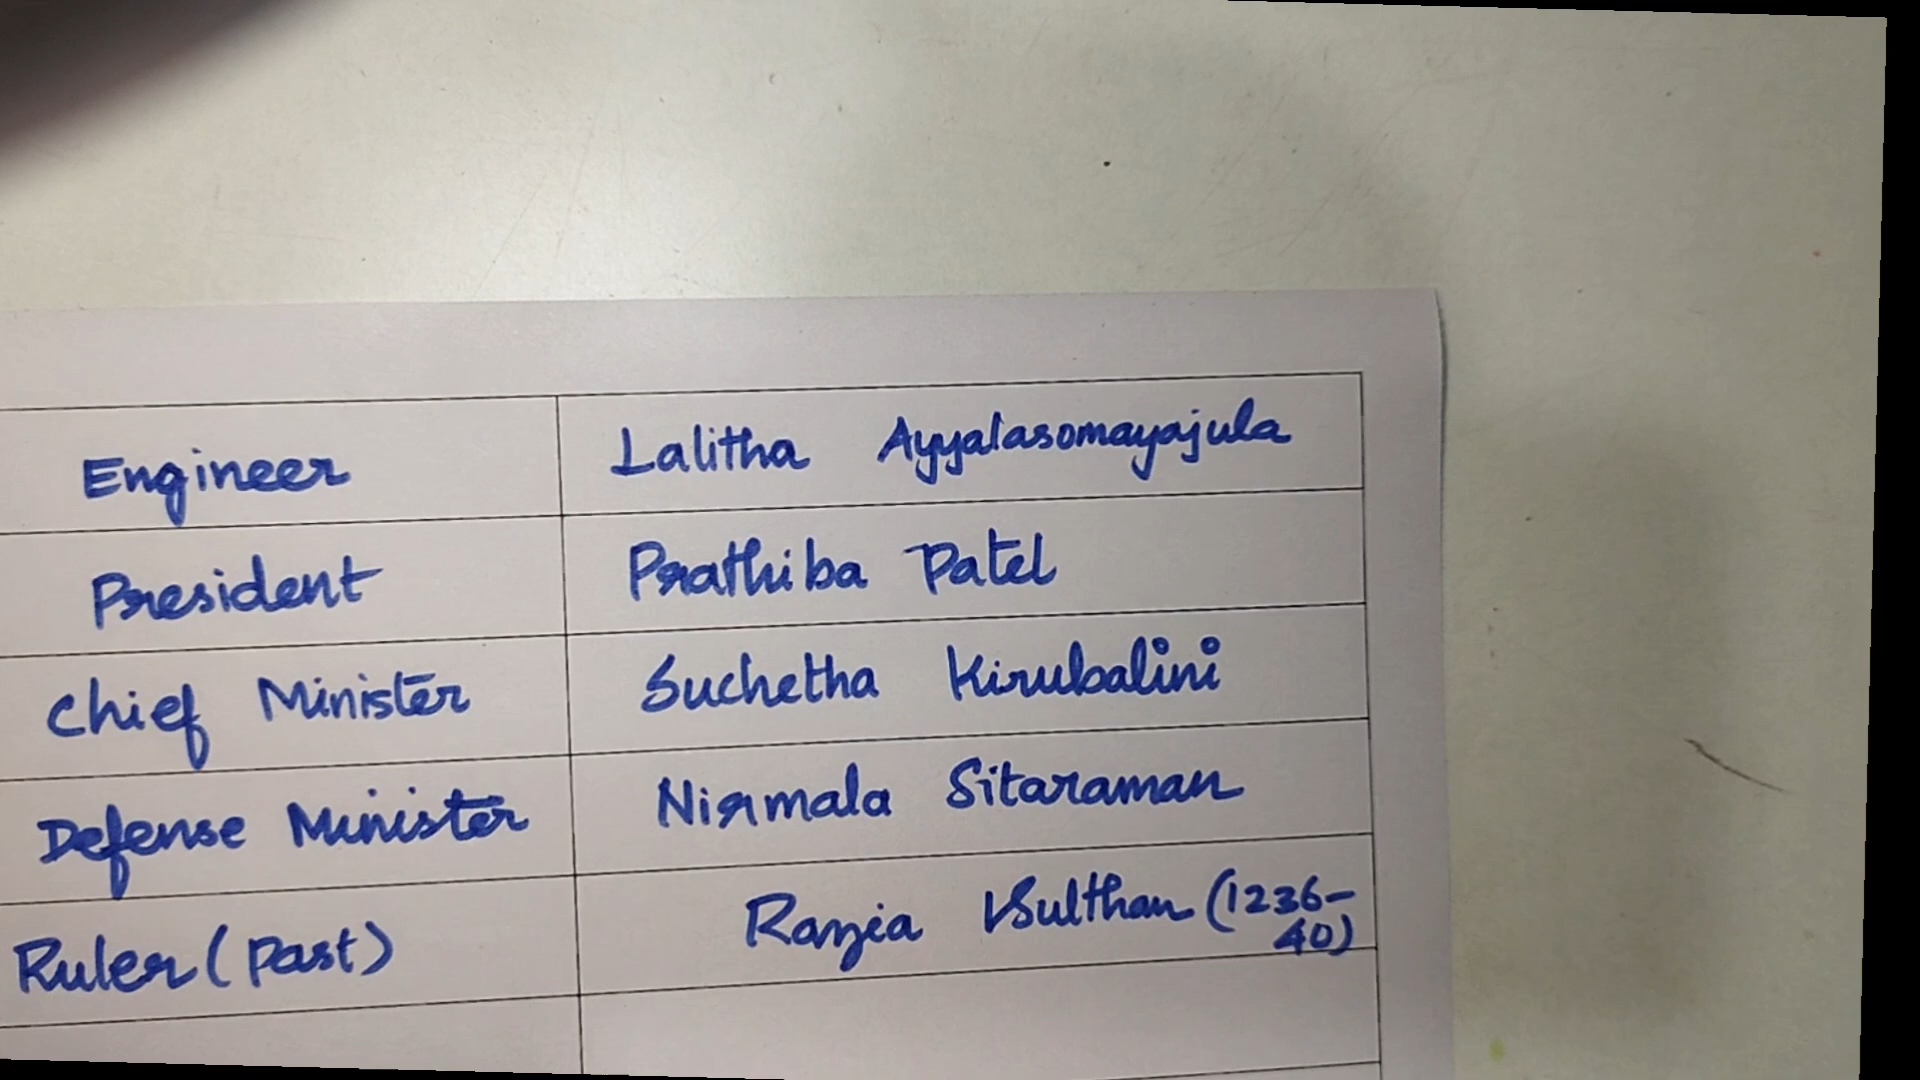 Engineer Lalitha Ayyalasomayajula
President Prathiba Patel
Chief Minister Suchetha Kirubalini
Defense Minister Nirmala Sitaraman
Ruler (Past) Razia Sulthan (1236-
40)